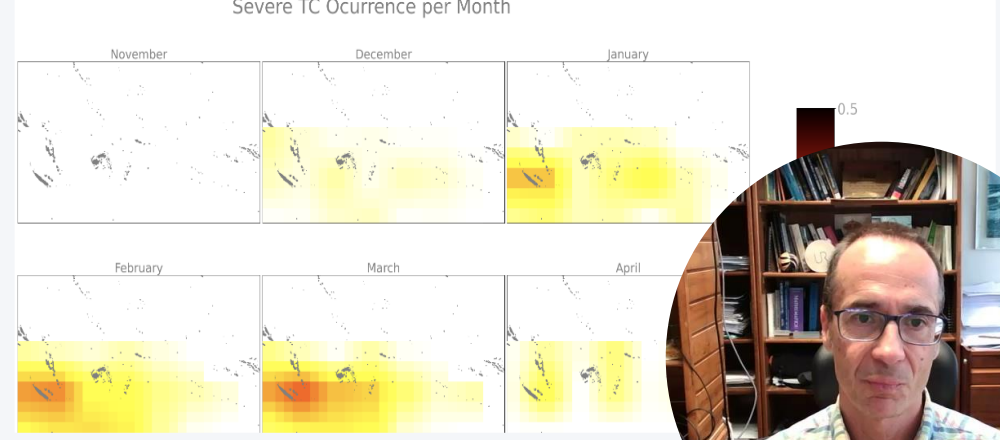 Severe TC Ocurrence per Month
November
December
January
0.5
February
March
April